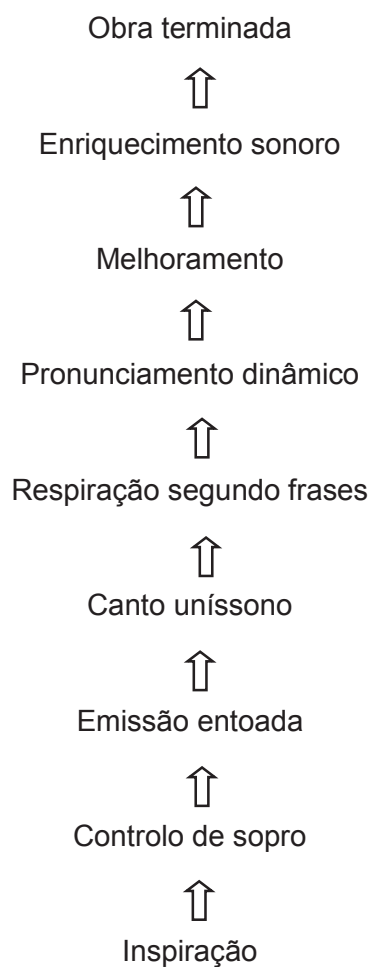 Obra terminada
Enriquecimento sonoro
Melhoramento
Pronunciamento dinâmico
Respiração segundo frases
Canto uníssono
Emissão entoada
Controlo de sopro
Inspiração